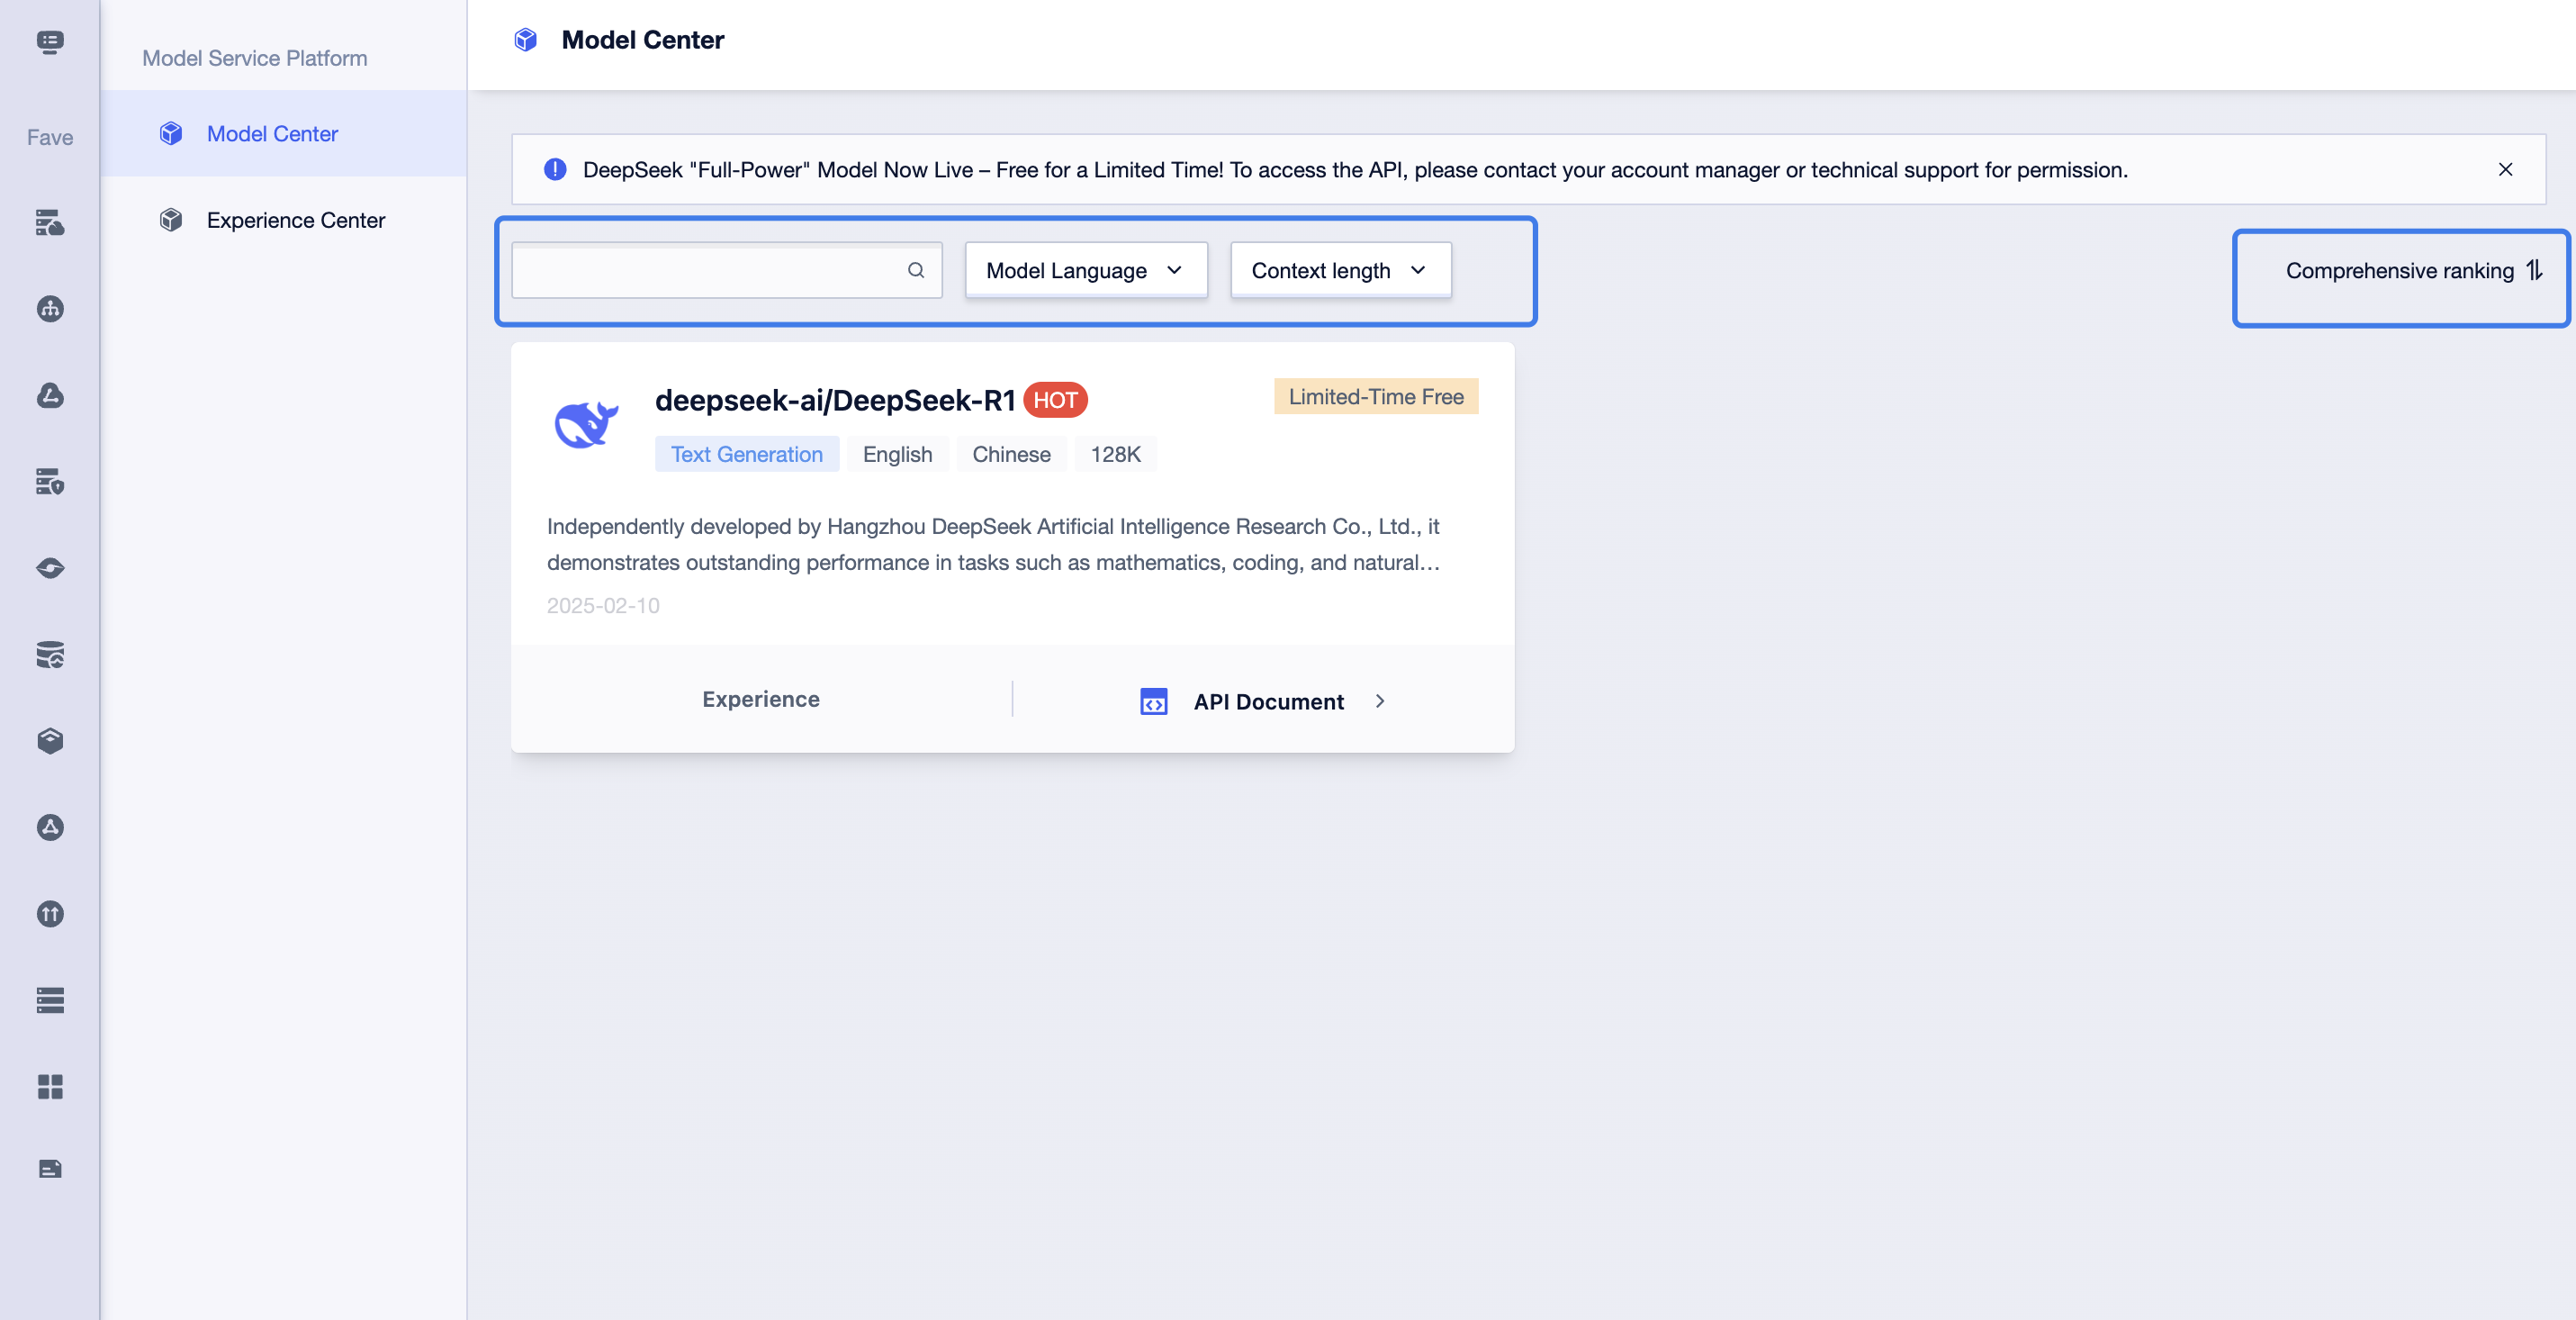 Model Service Platform
Fave
Model Center
Experience Center
Model Center
DeepSeek "Full-Power" Model Now Live – Free for a Limited Time! To access the API, please contact your account manager or technical support for permission.
Model Language
Context length
Comprehensive ranking
deepseek-ai/DeepSeek-R1 HOT
Limited-Time Free
Text Generation English Chinese 128K
Independently developed by Hangzhou DeepSeek Artificial Intelligence Research Co., Ltd., it
demonstrates outstanding performance in tasks such as mathematics, coding, and natural...
2025-02-10
Experience
API Document